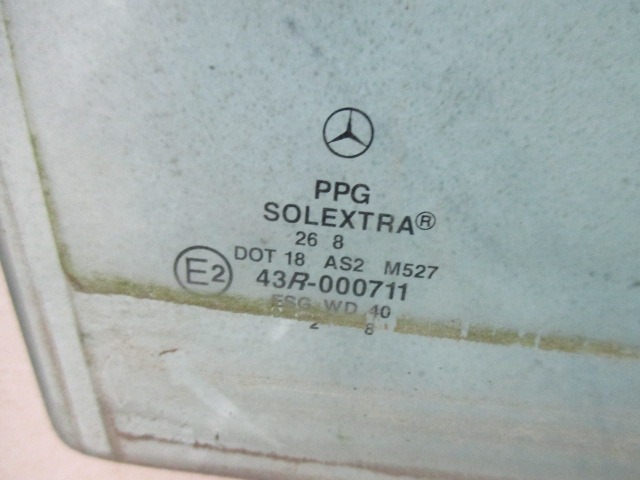 PPG
SOLEXTRA®
26 8
DOT 18 AS2 M527
E2 43R-000711
ESG WD 40
2 8